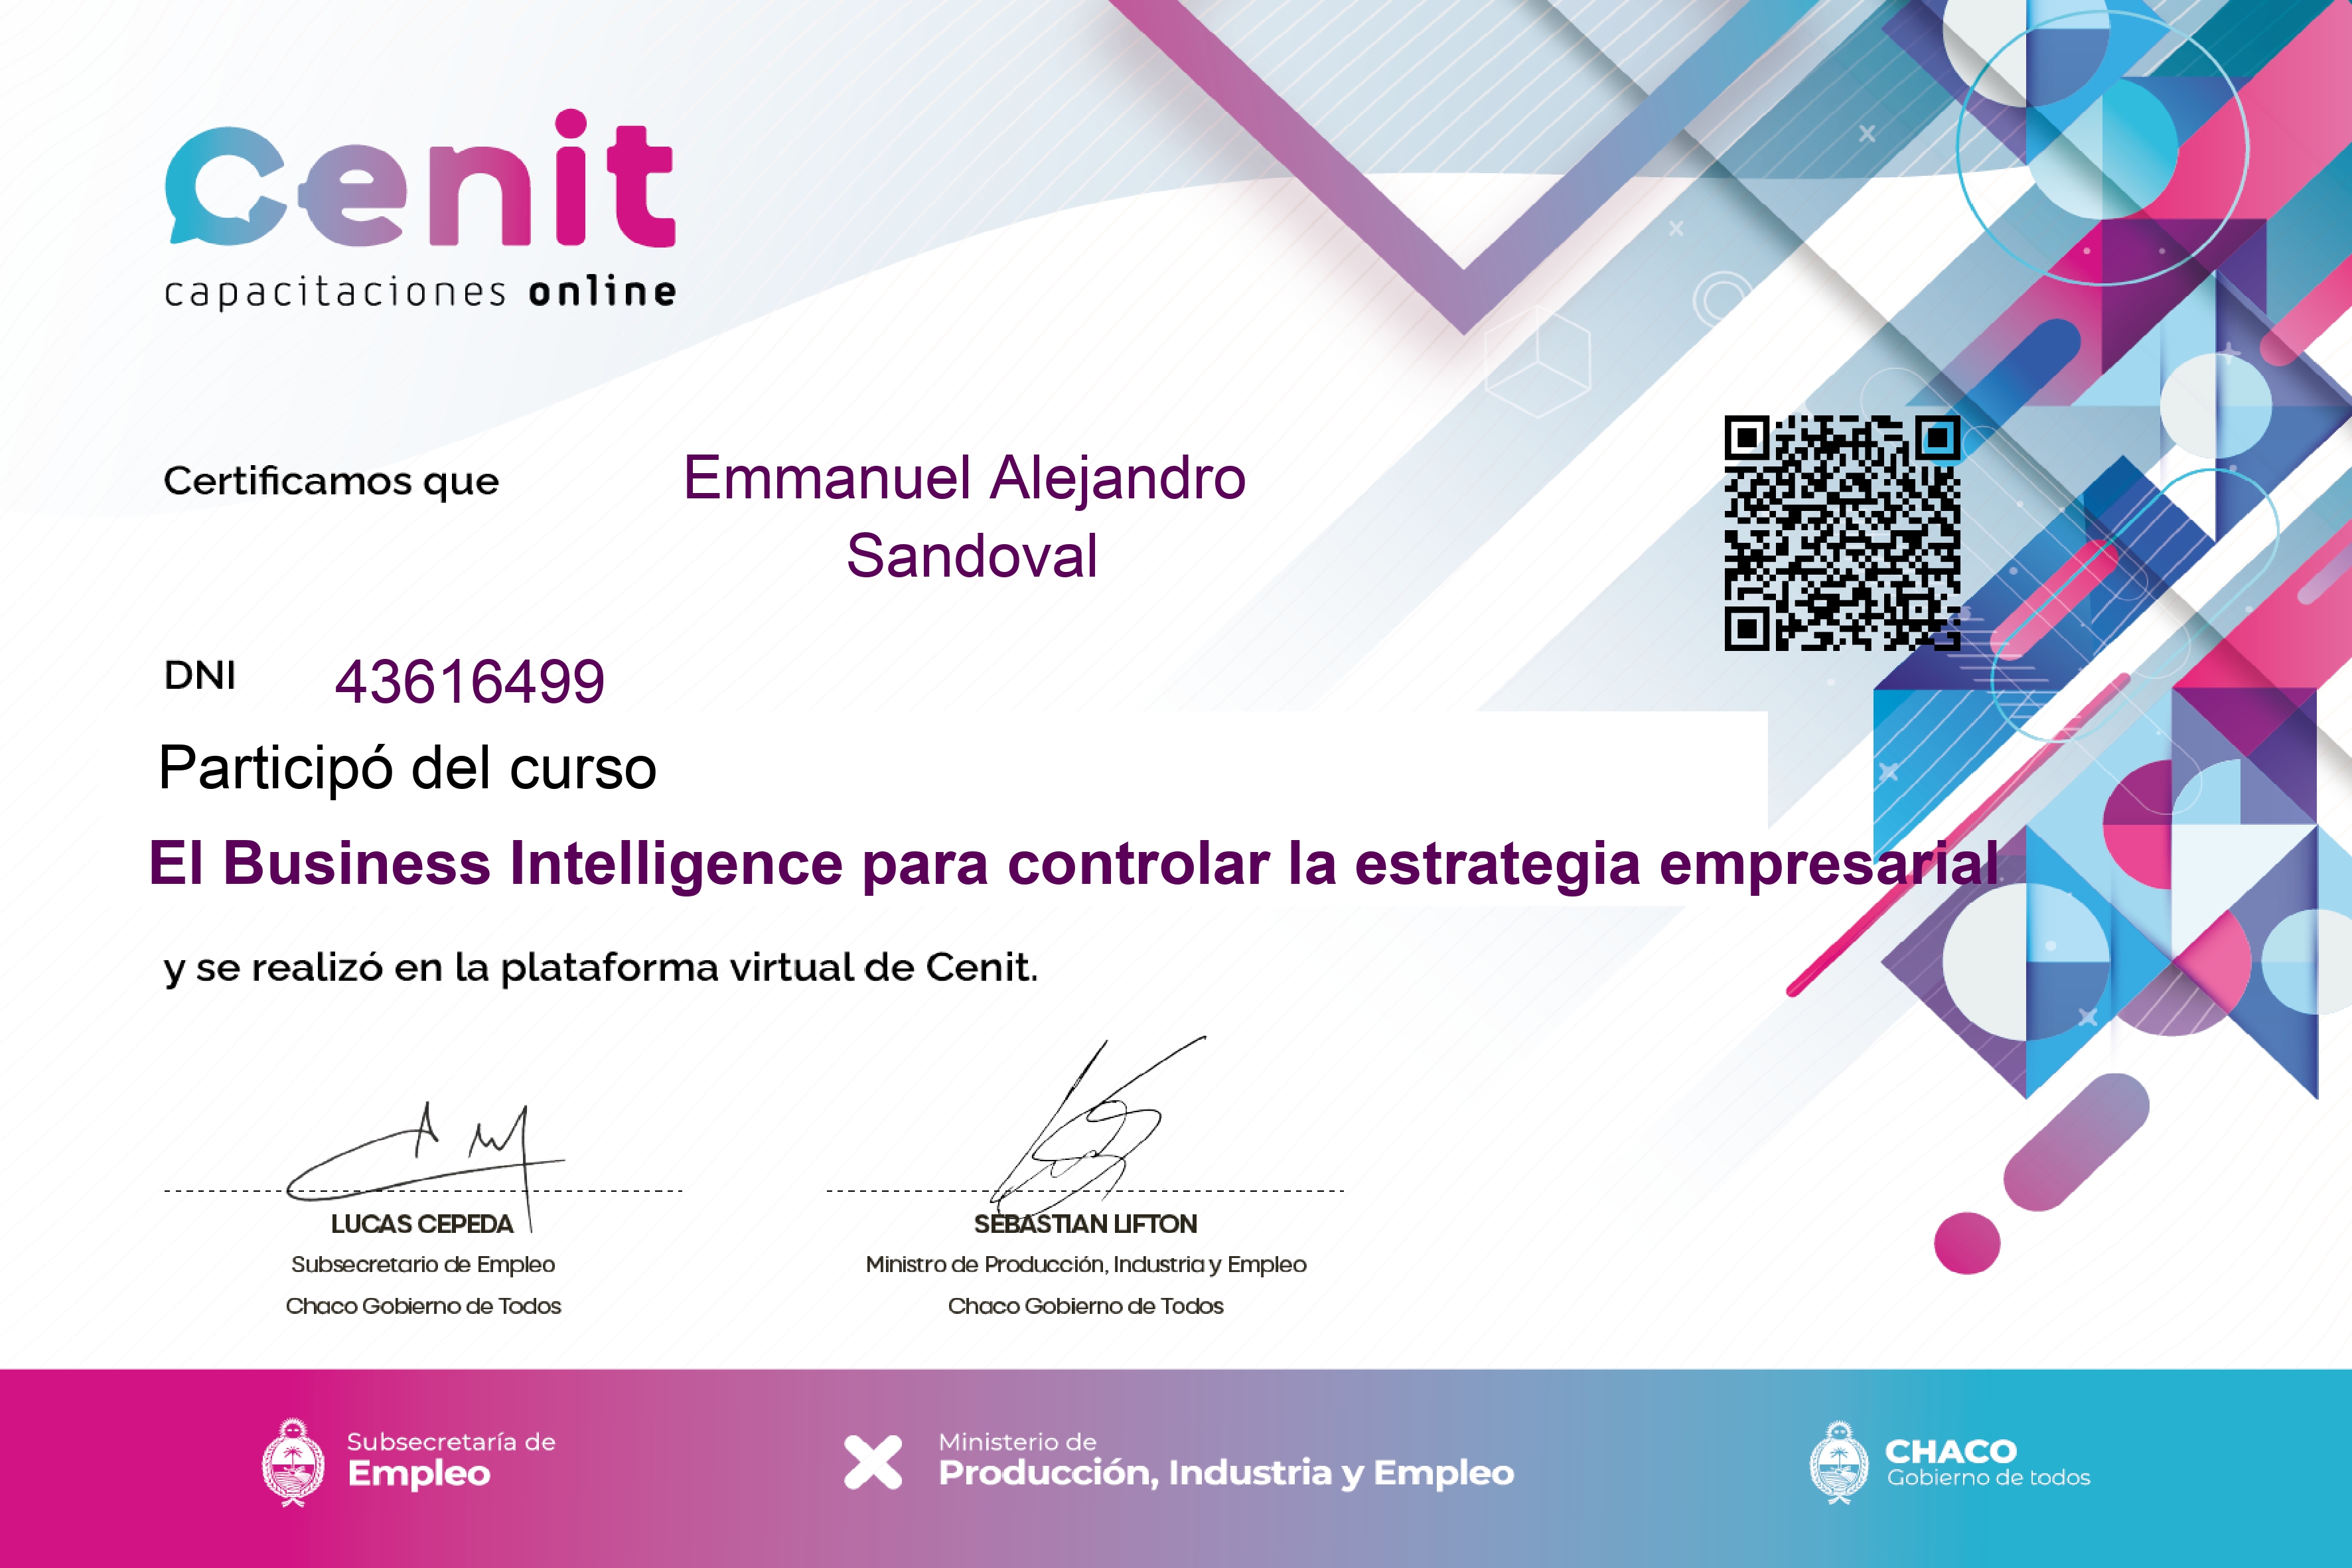 cenit
capacitaciones online
Certificamos que
Emmanuel Alejandro
Sandoval
DNI 43616499
Participó del curso
El Business Intelligence para controlar la estrategia empresarial
y se realizó en la plataforma virtual de Cenit.
LUCAS CEPEDA
Subsecretario de Empleo
Chaco Gobierno de Todos
SEBASTIAN LIFTON
Ministro de Producción, Industria y Empleo
Chaco Gobierno de Todos
Subsecretaría de
Empleo
Ministerio de
Producción, Industria y Empleo
CHACO
Gobierno de todos